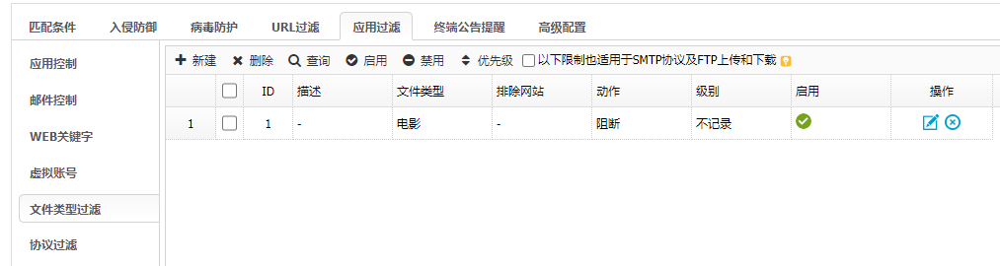 匹配条件 入侵防御 病毒防护 URL过滤 应用过滤 终端公告提醒 高级配置
应用控制
邮件控制
WEB关键字
虚拟账号
文件类型过滤
协议过滤
新建 删除 查询 启用 禁用 优先级 以下限制也适用于SMTP协议及FTP上传和下载
ID 描述 文件类型 排除网站 动作 级别 启用 操作
1 1 - 电影 - 阻断 不记录